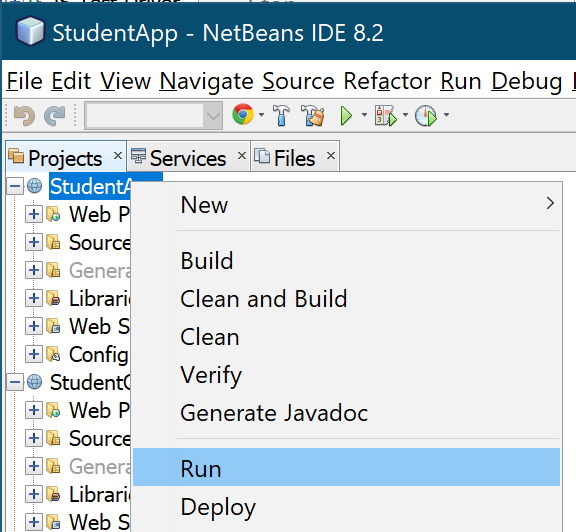 StudentApp - NetBeans IDE 8.2
File Edit View Navigate Source Refactor Run Debug
Projects × Services × Files ×
StudentA
Web P
Source
Genera
Librarie
Web S
Config
StudentC
Web P
Source
Genera
Librari
Web S
New
Build
Clean and Build
Clean
Verify
Generate Javadoc
Run
Deploy